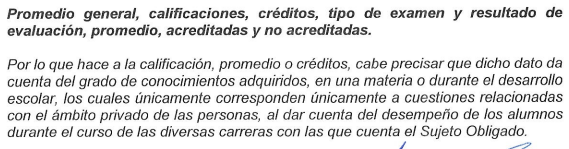 Promedio general, calificaciones, créditos, tipo de examen y resultado de
evaluación, promedio, acreditadas y no acreditadas.
Por lo que hace a la calificación, promedio o créditos, cabe precisar que dicho dato da
cuenta del grado de conocimientos adquiridos, en una materia o durante el desarrollo
escolar, los cuales únicamente corresponden únicamente a cuestiones relacionadas
con el ámbito privado de las personas, al dar cuenta del desempeño de los alumnos
durante el curso de las diversas carreras con las que cuenta el Sujeto Obligado.